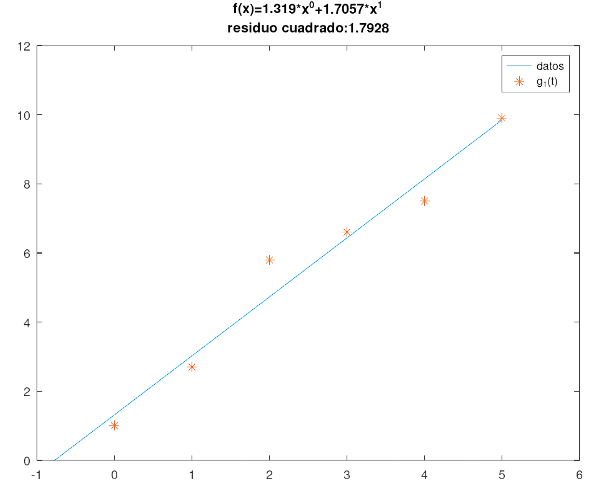 f(x)=1.319*x⁰+1.7057*x¹
residuo cuadrado:1.7928
12
datos
g₁(t)
10
8
6
4
2
0
-1 0 1 2 3 4 5 6